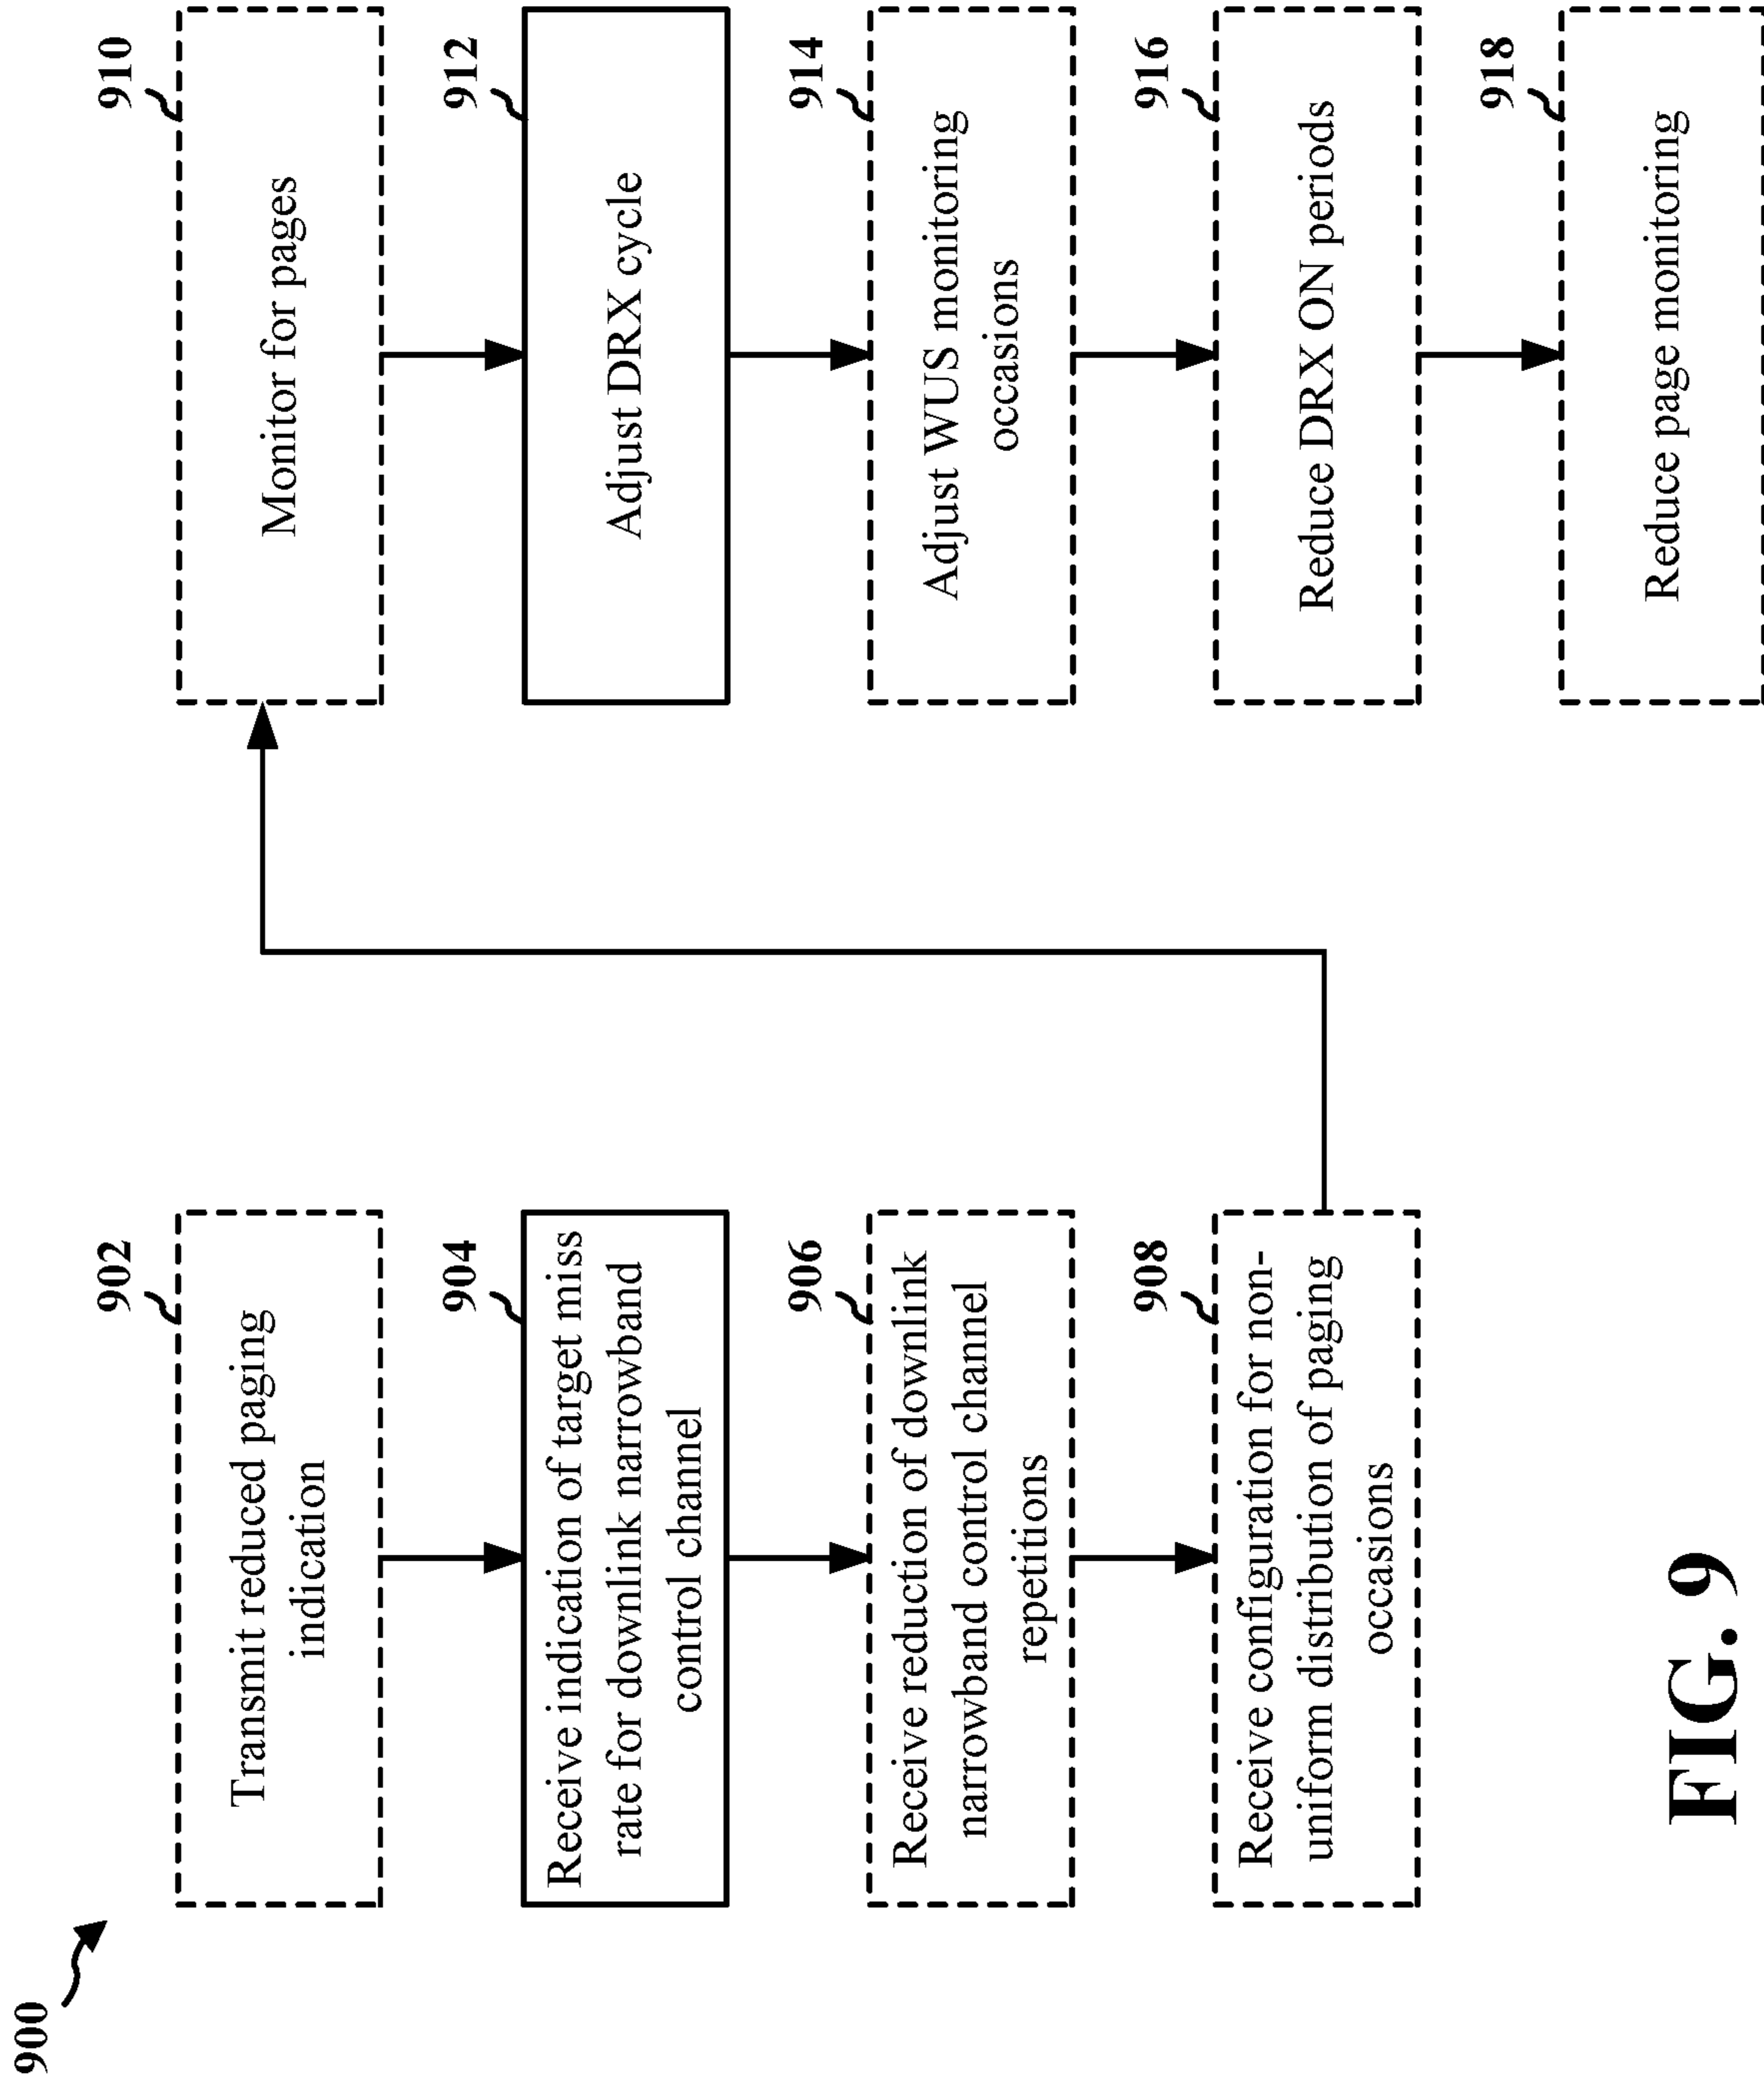 900
902
Transmit reduced paging
indication
904
Receive indication of target miss
rate for downlink narrowband
control channel
906
Receive reduction of downlink
narrowband control channel
repetitions
908
Receive configuration for non-
uniform distribution of paging
occasions
910
Monitor for pages
912
Adjust DRX cycle
914
Adjust WUS monitoring
occasions
916
Reduce DRX ON periods
918
Reduce page monitoring
FIG. 9